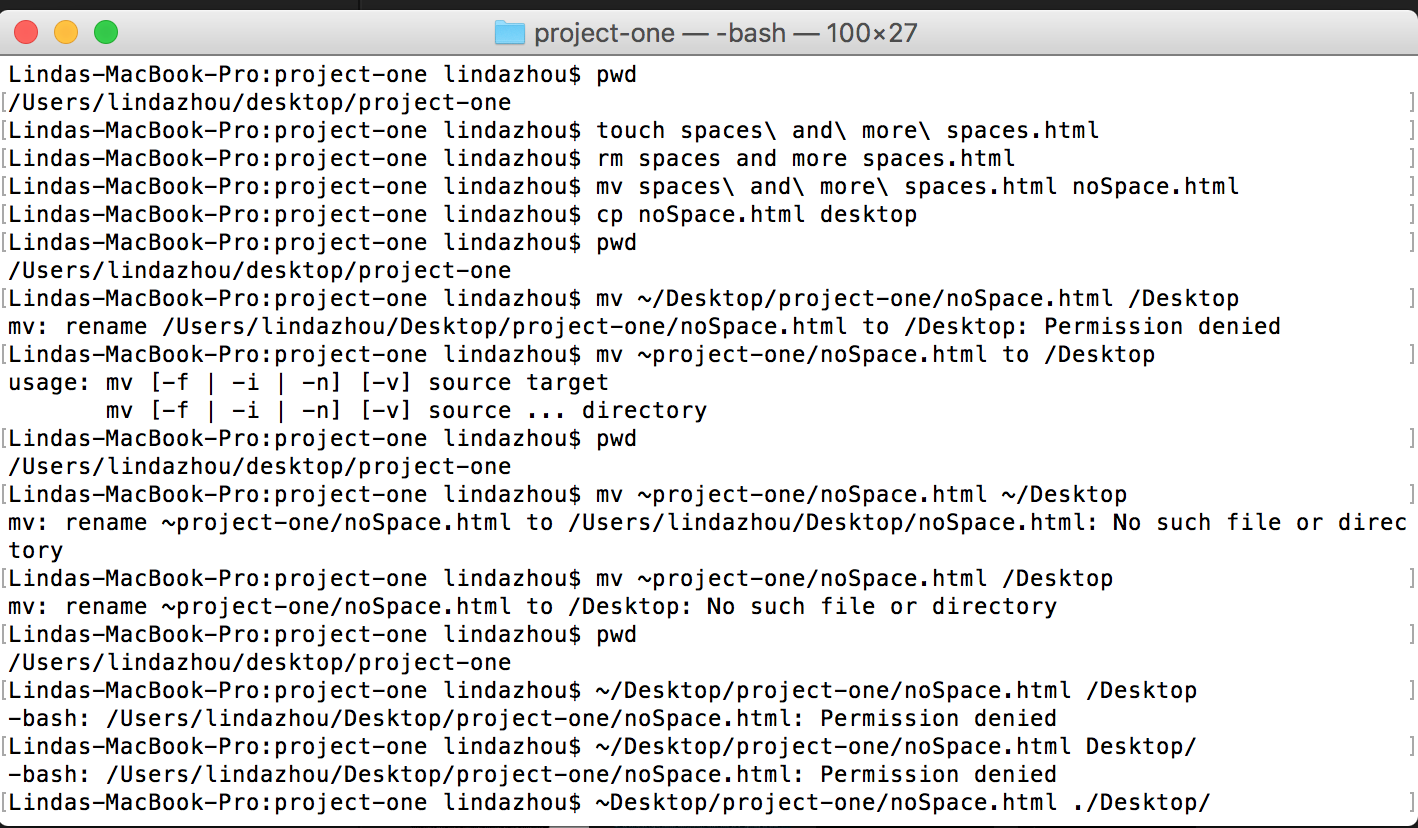 project-one — -bash — 100×27
Lindas-MacBook-Pro:project-one lindazhou$ pwd
[/Users/lindazhou/desktop/project-one ]
[Lindas-MacBook-Pro:project-one lindazhou$ touch spaces\ and\ more\ spaces.html ]
[Lindas-MacBook-Pro:project-one lindazhou$ rm spaces and more spaces.html ]
[Lindas-MacBook-Pro:project-one lindazhou$ mv spaces\ and\ more\ spaces.html noSpace.html ]
[Lindas-MacBook-Pro:project-one lindazhou$ cp noSpace.html desktop ]
[Lindas-MacBook-Pro:project-one lindazhou$ pwd ]
/Users/lindazhou/desktop/project-one
[Lindas-MacBook-Pro:project-one lindazhou$ mv ~/Desktop/project-one/noSpace.html /Desktop ]
mv: rename /Users/lindazhou/Desktop/project-one/noSpace.html to /Desktop: Permission denied
[Lindas-MacBook-Pro:project-one lindazhou$ mv ~project-one/noSpace.html to /Desktop ]
usage: mv [-f | -i | -n] [-v] source target
       mv [-f | -i | -n] [-v] source ... directory
[Lindas-MacBook-Pro:project-one lindazhou$ pwd ]
/Users/lindazhou/desktop/project-one
[Lindas-MacBook-Pro:project-one lindazhou$ mv ~project-one/noSpace.html ~/Desktop ]
mv: rename ~project-one/noSpace.html to /Users/lindazhou/Desktop/noSpace.html: No such file or direc
tory
[Lindas-MacBook-Pro:project-one lindazhou$ mv ~project-one/noSpace.html /Desktop ]
mv: rename ~project-one/noSpace.html to /Desktop: No such file or directory
[Lindas-MacBook-Pro:project-one lindazhou$ pwd ]
/Users/lindazhou/desktop/project-one
[Lindas-MacBook-Pro:project-one lindazhou$ ~/Desktop/project-one/noSpace.html /Desktop ]
-bash: /Users/lindazhou/Desktop/project-one/noSpace.html: Permission denied
[Lindas-MacBook-Pro:project-one lindazhou$ ~/Desktop/project-one/noSpace.html Desktop/ ]
-bash: /Users/lindazhou/Desktop/project-one/noSpace.html: Permission denied
[Lindas-MacBook-Pro:project-one lindazhou$ ~Desktop/project-one/noSpace.html ./Desktop/ ]